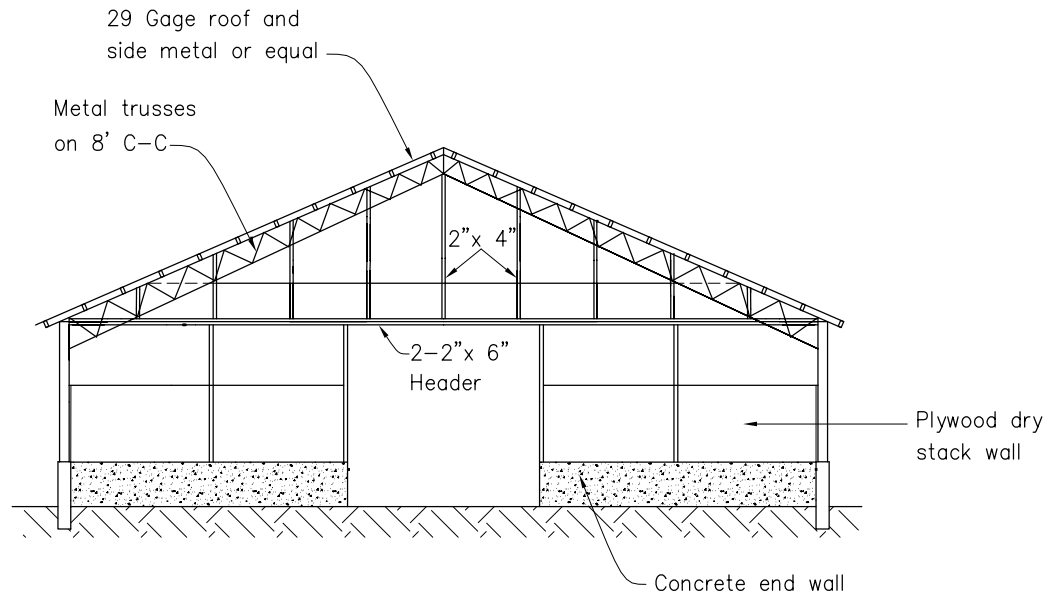 29 Gage roof and
side metal or equal
Metal trusses
on 8' C-C
2"x 4"
2-2"x 6"
Header
Plywood dry
stack wall
Concrete end wall